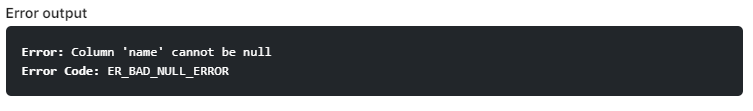 Error output
Error: Column 'name' cannot be null
Error Code: ER_BAD_NULL_ERROR